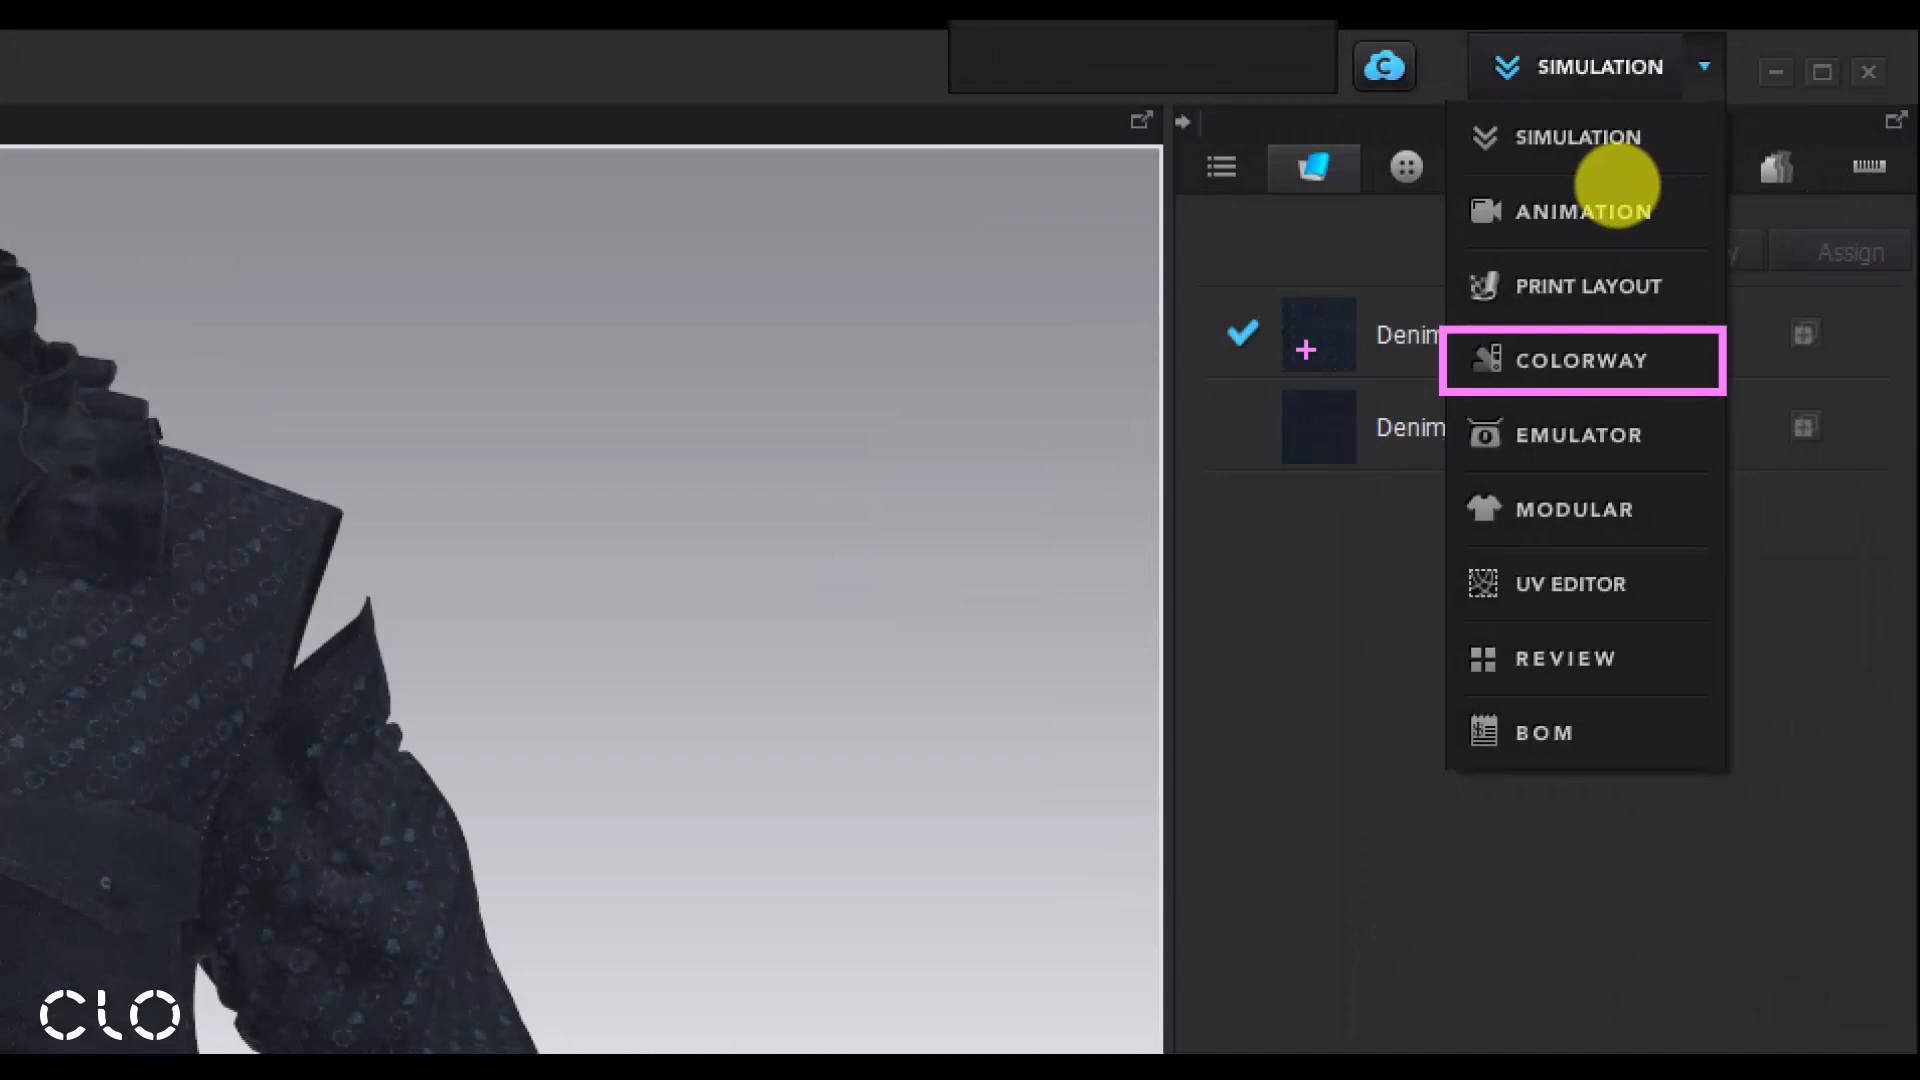 SIMULATION
SIMULATION
ANIMATION
Assign
PRINT LAYOUT
Denim
COLORWAY
Denim
EMULATOR
MODULAR
UV EDITOR
REVIEW
BOM
CLO